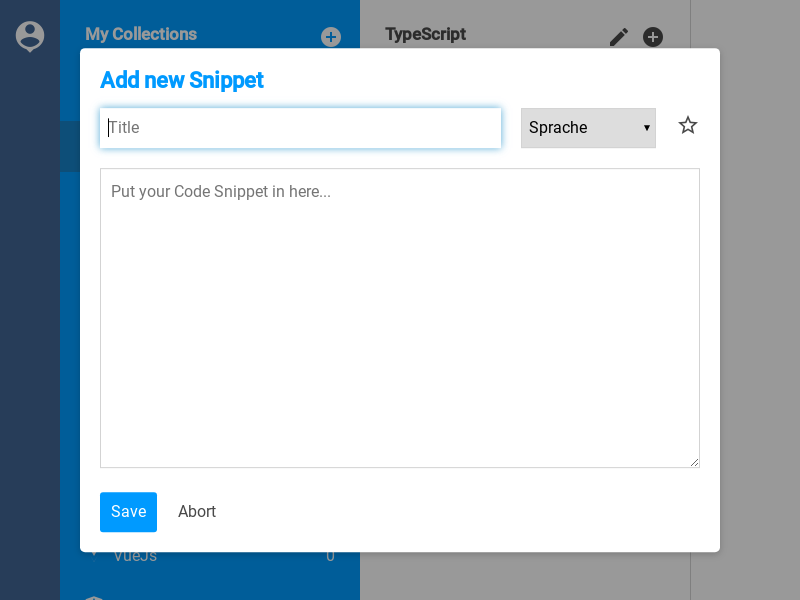 My Collections
TypeScript
Add new Snippet
Title
Sprache
Put your Code Snippet in here...
Save
Abort
VueJs 0